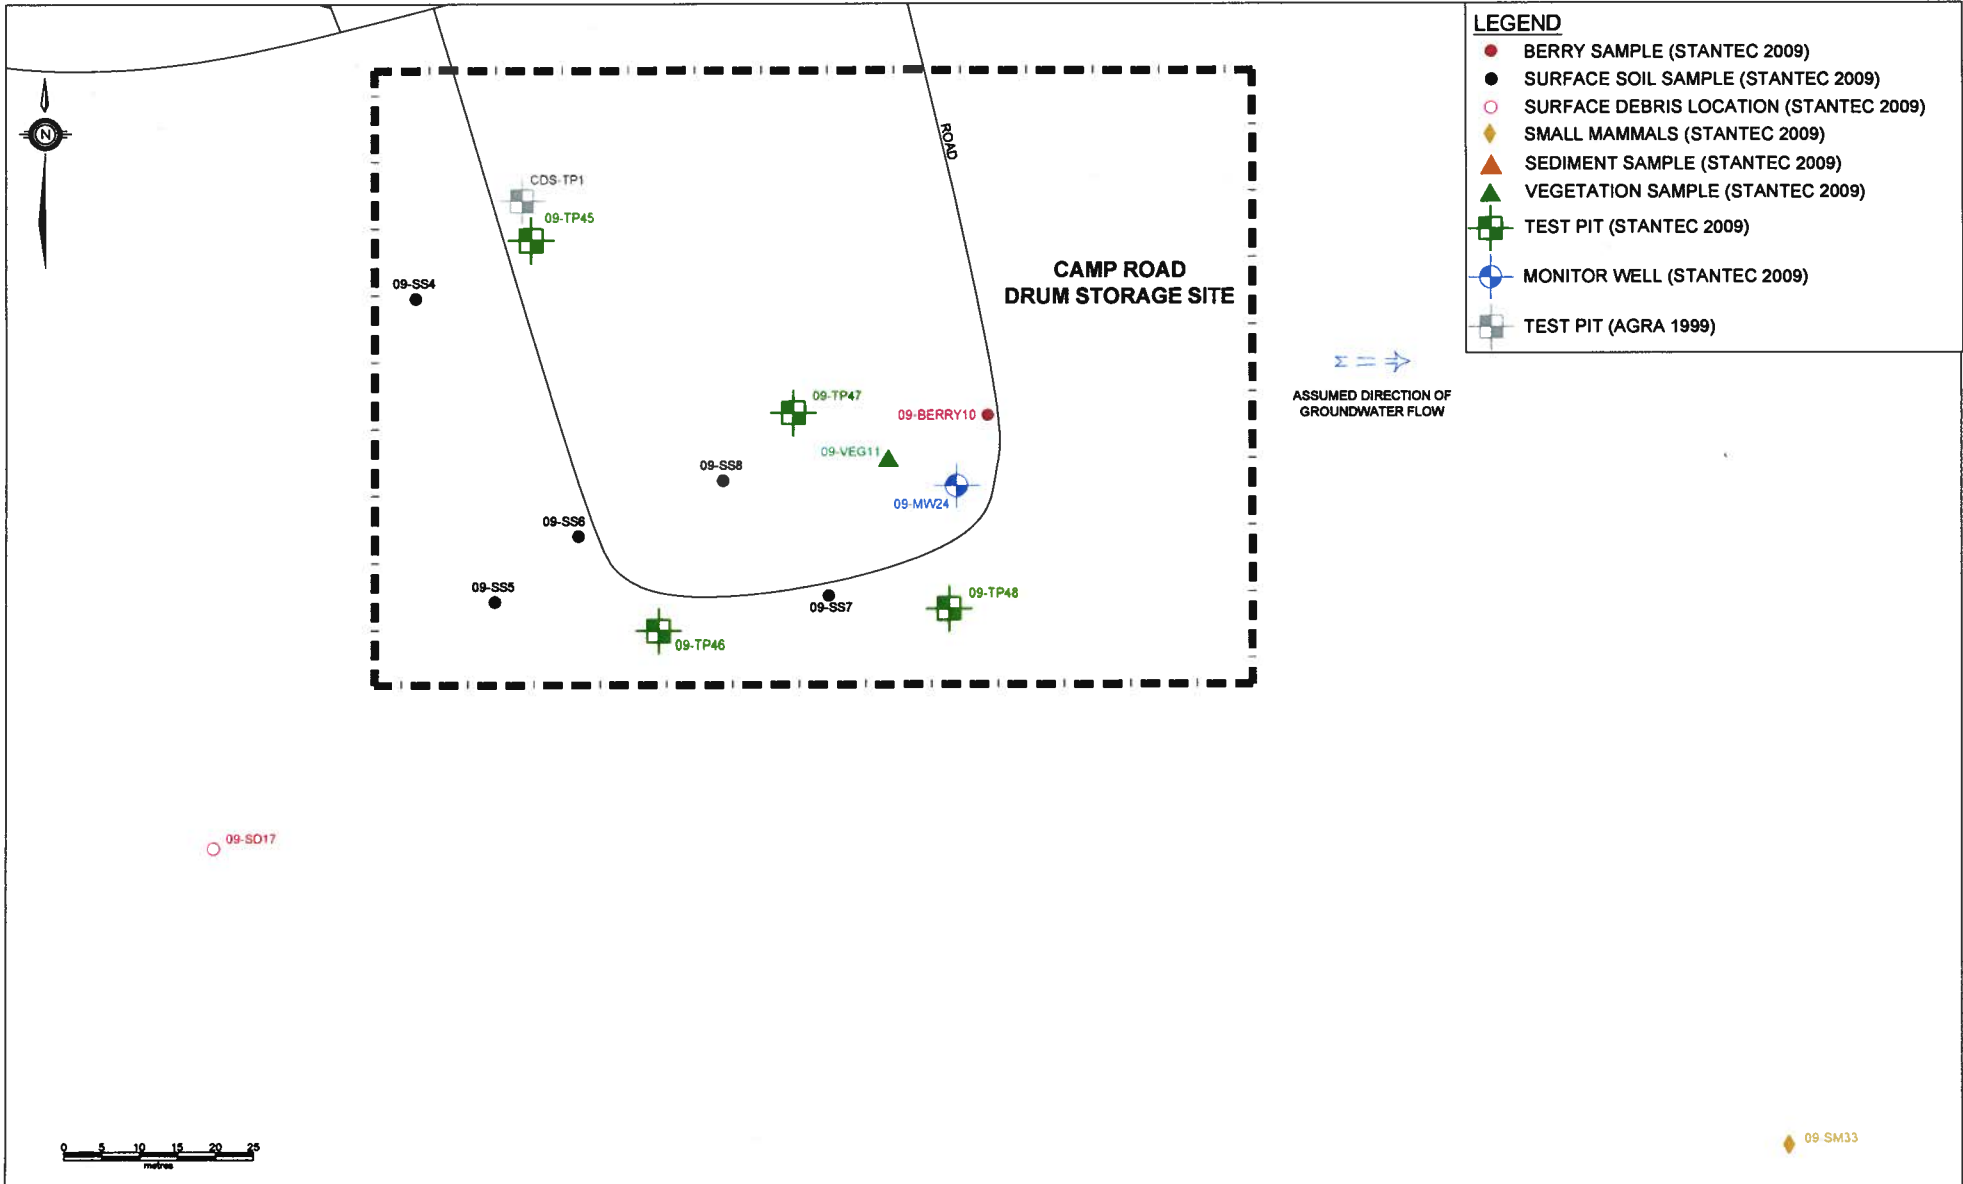 LEGEND
BERRY SAMPLE (STANTEC 2009)
SURFACE SOIL SAMPLE (STANTEC 2009)
SURFACE DEBRIS LOCATION (STANTEC 2009)
SMALL MAMMALS (STANTEC 2009)
SEDIMENT SAMPLE (STANTEC 2009)
VEGETATION SAMPLE (STANTEC 2009)
TEST PIT (STANTEC 2009)
MONITOR WELL (STANTEC 2009)
TEST PIT (AGRA 1999)
N
ROAD
CDS-TP1
09-TP45
CAMP ROAD
DRUM STORAGE SITE
09-SS4
ASSUMED DIRECTION OF
GROUNDWATER FLOW
09-TP47
09-BERRY10
09-VEG11
09-SS8
09-MW24
09-SS6
09-SS5
09-SS7
09-TP48
09-TP46
09-SD17
09-SM33
0 5 10 15 20 25
metres